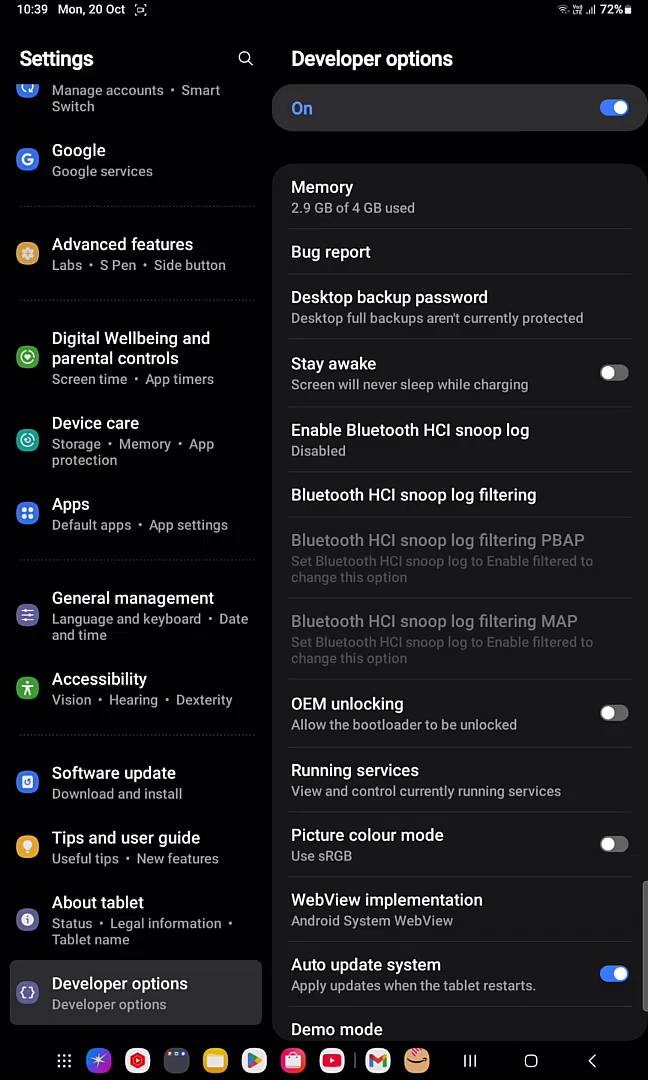 10:39 Mon, 20 Oct
72%
Settings
Manage accounts • Smart
Switch
Google
Google services
Advanced features
Labs • S Pen • Side button
Digital Wellbeing and
parental controls
Screen time • App timers
Device care
Storage • Memory • App
protection
Apps
Default apps • App settings
General management
Language and keyboard • Date
and time
Accessibility
Vision • Hearing • Dexterity
Software update
Download and install
Tips and user guide
Useful tips • New features
About tablet
Status • Legal information •
Tablet name
Developer options
Developer options
Developer options
On
Memory
2.9 GB of 4 GB used
Bug report
Desktop backup password
Desktop full backups aren't currently protected
Stay awake
Screen will never sleep while charging
Enable Bluetooth HCI snoop log
Disabled
Bluetooth HCI snoop log filtering
Bluetooth HCI snoop log filtering PBAP
Set Bluetooth HCI snoop log to Enable filtered to
change this option
Bluetooth HCI snoop log filtering MAP
Set Bluetooth HCI snoop log to Enable filtered to
change this option
OEM unlocking
Allow the bootloader to be unlocked
Running services
View and control currently running services
Picture colour mode
Use sRGB
WebView implementation
Android System WebView
Auto update system
Apply updates when the tablet restarts.
Demo mode